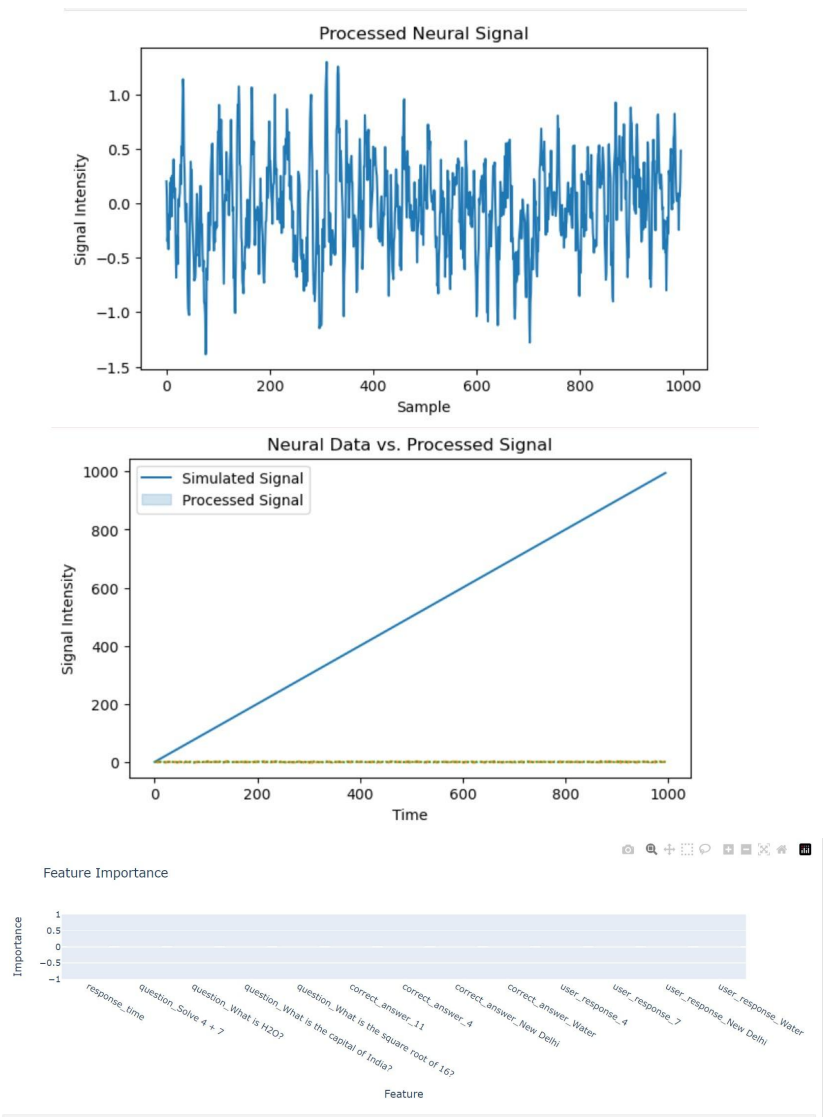 Processed Neural Signal
1.0
0.5
0.0
−0.5
−1.0
−1.5
Signal Intensity
0 200 400 600 800 1000
Sample
Neural Data vs. Processed Signal
Simulated Signal
Processed Signal
1000
800
600
400
200
0
Signal Intensity
0 200 400 600 800 1000
Time
Feature Importance
1
0.5
0
−0.5
−1
Importance
response_time
question_Solve 4 + 7
question_What is H2O?
question_What is the capital of India?
question_What is the square root of 16?
correct_answer_11
correct_answer_4
correct_answer_New Delhi
correct_answer_Water
user_response_4
user_response_7
user_response_New Delhi
user_response_Water
Feature